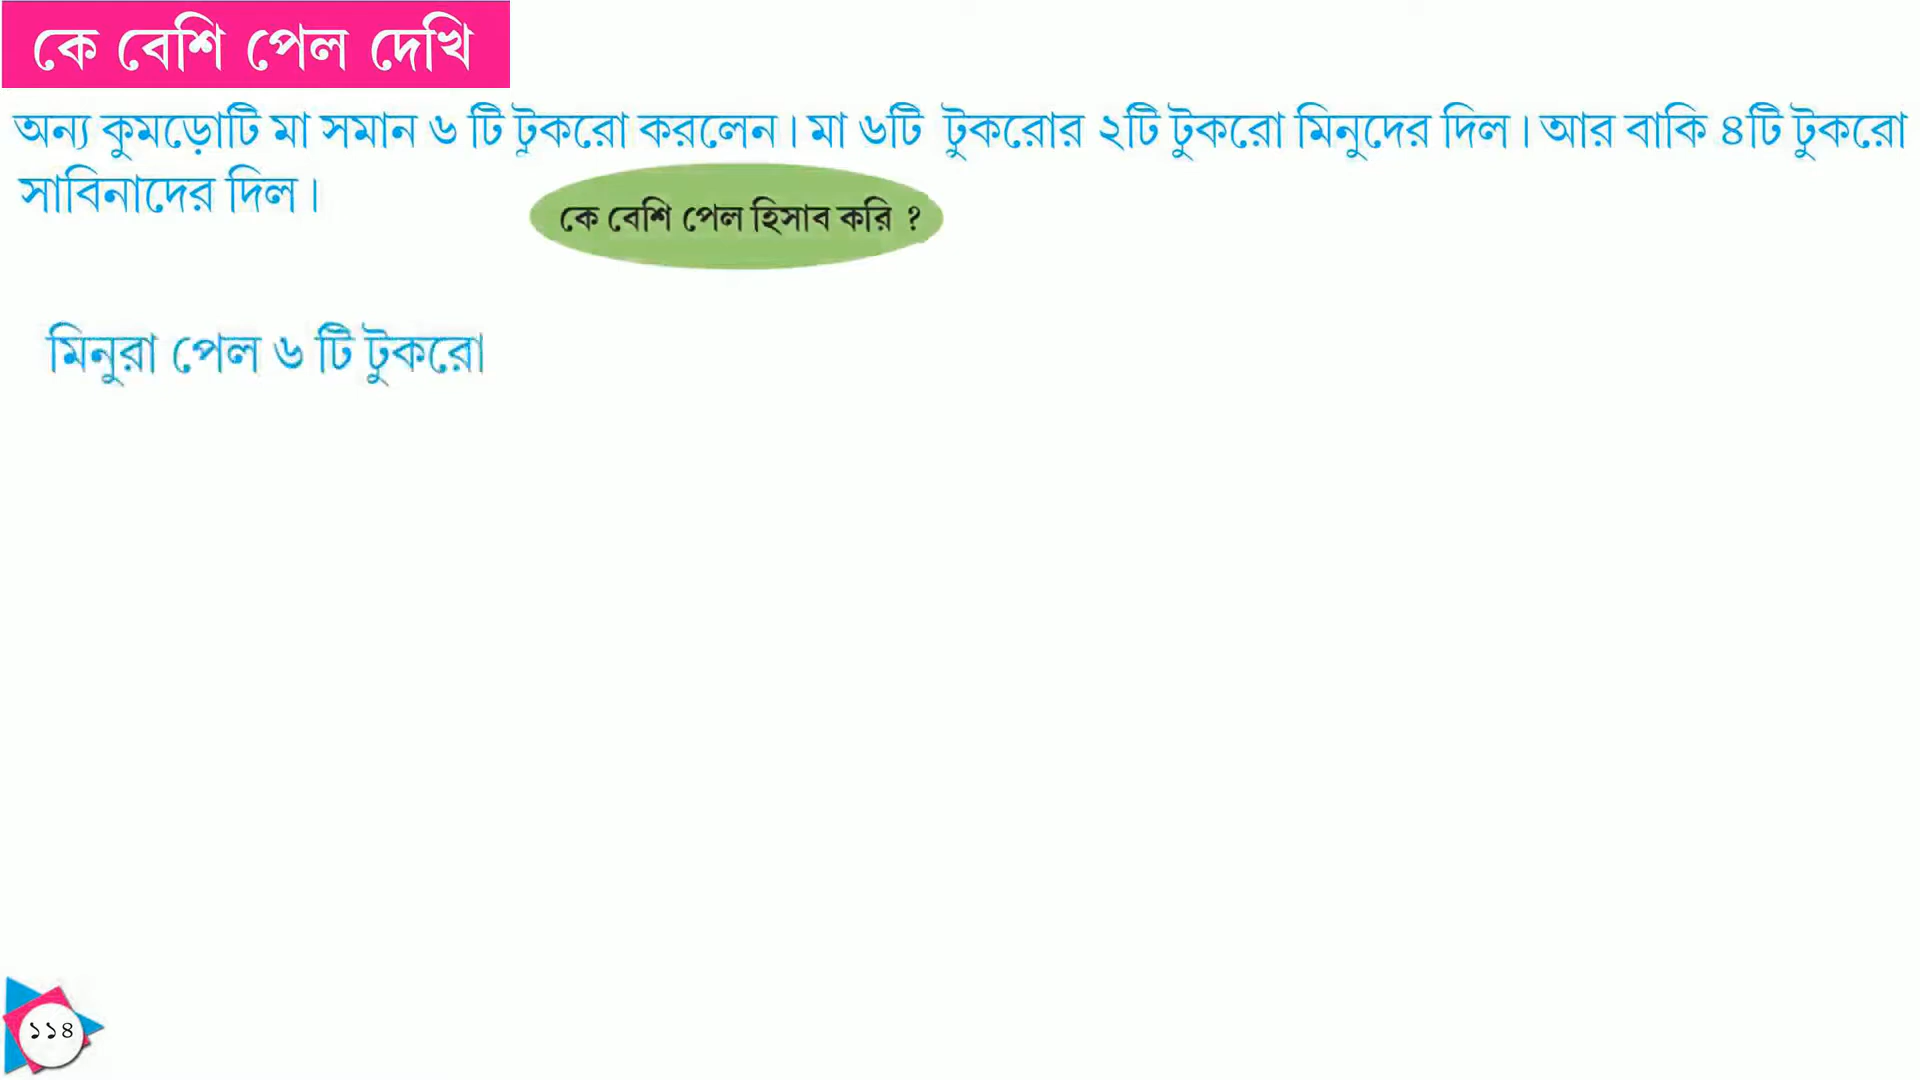 কে বেশি পেল দেখি
অন্য কুমড়োটি মা সমান ৬ টি টুকরো করলেন। মা ৬টি টুকরোর ২টি টুকরো মিনুদের দিল। আর বাকি ৪টি টুকরো
সাবিনাদের দিল।
কে বেশি পেল হিসাব করি ?
মিনুরা পেল ৬ টি টুকরো
১১৪